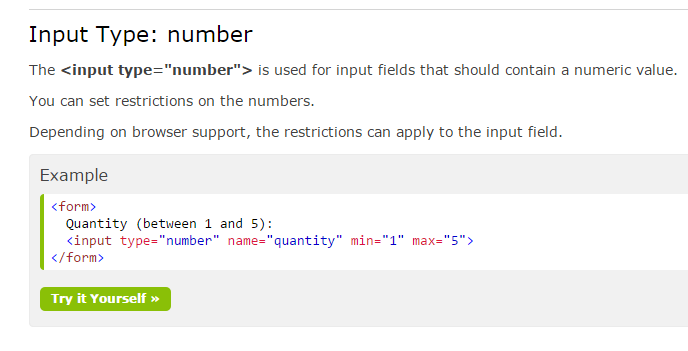 Input Type: number
The <input type="number"> is used for input fields that should contain a numeric value.
You can set restrictions on the numbers.
Depending on browser support, the restrictions can apply to the input field.
Example
<form>
  Quantity (between 1 and 5):
  <input type="number" name="quantity" min="1" max="5">
</form>
Try it Yourself »